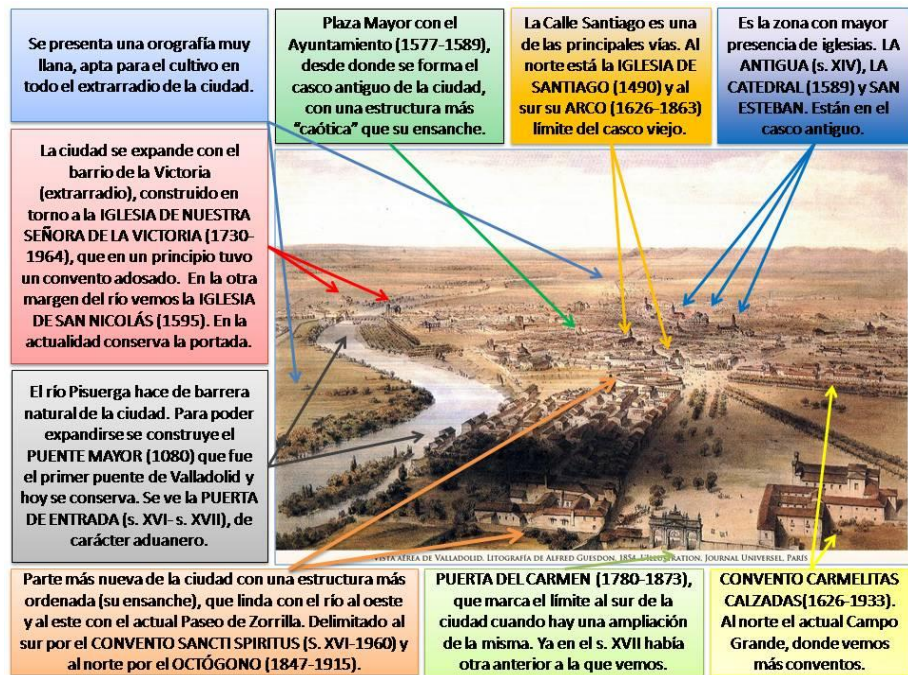 Se presenta una orografía muy
llana, apta para el cultivo en
todo el extrarradio de la ciudad.
Plaza Mayor con el
Ayuntamiento (1577-1589),
desde donde se forma el
casco antiguo de la ciudad,
con una estructura más
“caótica” que su ensanche.
La Calle Santiago es una
de las principales vías. Al
norte está la IGLESIA DE
SANTIAGO (1490) y al
sur su ARCO (1626-1863)
límite del casco viejo.
Es la zona con mayor
presencia de iglesias. LA
ANTIGUA (s. XIV), LA
CATEDRAL (1589) y SAN
ESTEBAN. Están en el
casco antiguo.
La ciudad se expande con el
barrio de la Victoria
(extrarradio), construido en
torno a la IGLESIA DE NUESTRA
SEÑORA DE LA VICTORIA (1730-
1964), que en un principio tuvo
un convento adosado. En la otra
margen del río vemos la IGLESIA
DE SAN NICOLÁS (1595). En la
actualidad conserva la portada.
El río Pisuerga hace de barrera
natural de la ciudad. Para poder
expandirse se construye el
PUENTE MAYOR (1080) que fue
el primer puente de Valladolid y
hoy se conserva. Se ve la PUERTA
DE ENTRADA (s. XVI- s. XVII), de
carácter aduanero.
VISTA AÉREA DE VALLADOLID. LITOGRAFÍA DE ALFRED GUESDON, 1854. L'ILLUSTRATION, JOURNAL UNIVERSEL, PARÍS
Parte más nueva de la ciudad con una estructura más
ordenada (su ensanche), que linda con el río al oeste
y al este con el actual Paseo de Zorrilla. Delimitado al
sur por el CONVENTO SANCTI SPIRITUS (S. XVI-1960) y
al norte por el OCTÓGONO (1847-1915).
PUERTA DEL CARMEN (1780-1873),
que marca el límite al sur de la
ciudad cuando hay una ampliación
de la misma. Ya en el s. XVII había
otra anterior a la que vemos.
CONVENTO CARMELITAS
CALZADAS(1626-1933).
Al norte el actual Campo
Grande, donde vemos
más conventos.